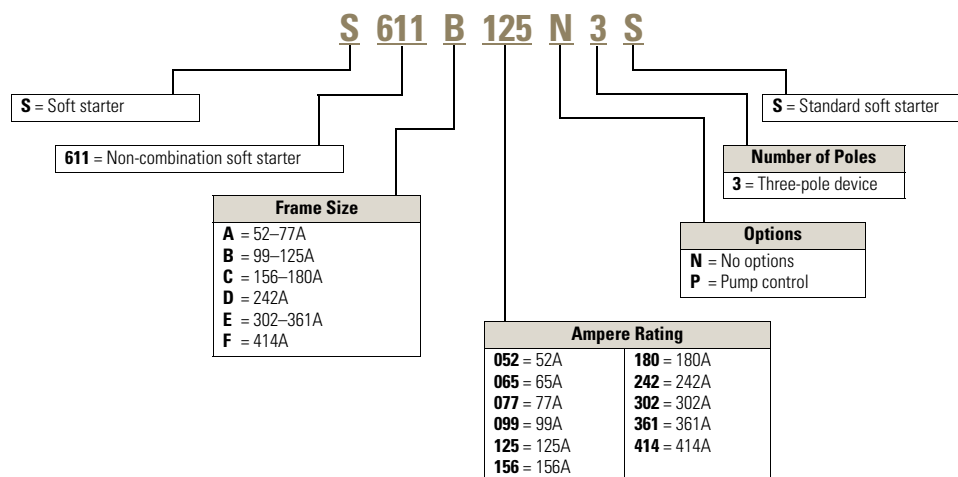 S 611 B 125 N 3 S
S = Soft starter
S = Standard soft starter
611 = Non-combination soft starter
Number of Poles
3 = Three-pole device
Frame Size
A = 52–77A
B = 99–125A
C = 156–180A
D = 242A
E = 302–361A
F = 414A
Options
N = No options
P = Pump control
Ampere Rating
052 = 52A
065 = 65A
077 = 77A
099 = 99A
125 = 125A
156 = 156A
180 = 180A
242 = 242A
302 = 302A
361 = 361A
414 = 414A